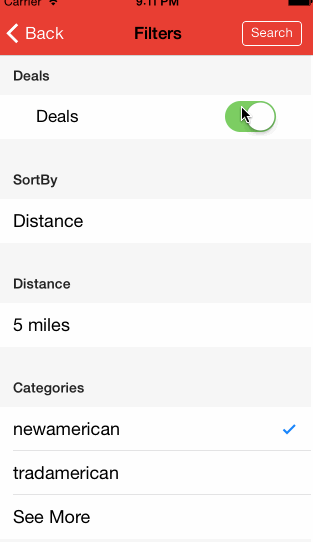 Carrier 9:11 PM
Back Filters Search
Deals
Deals
SortBy
Distance
Distance
5 miles
Categories
newamerican
tradamerican
See More